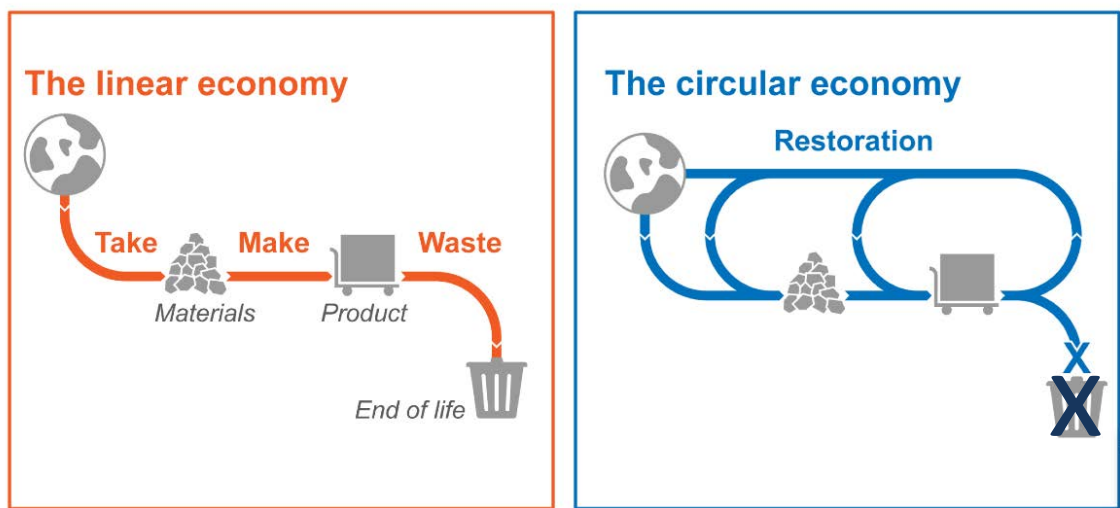 The linear economy
Take
Make
Waste
Materials
Product
End of life
The circular economy
Restoration
X
X